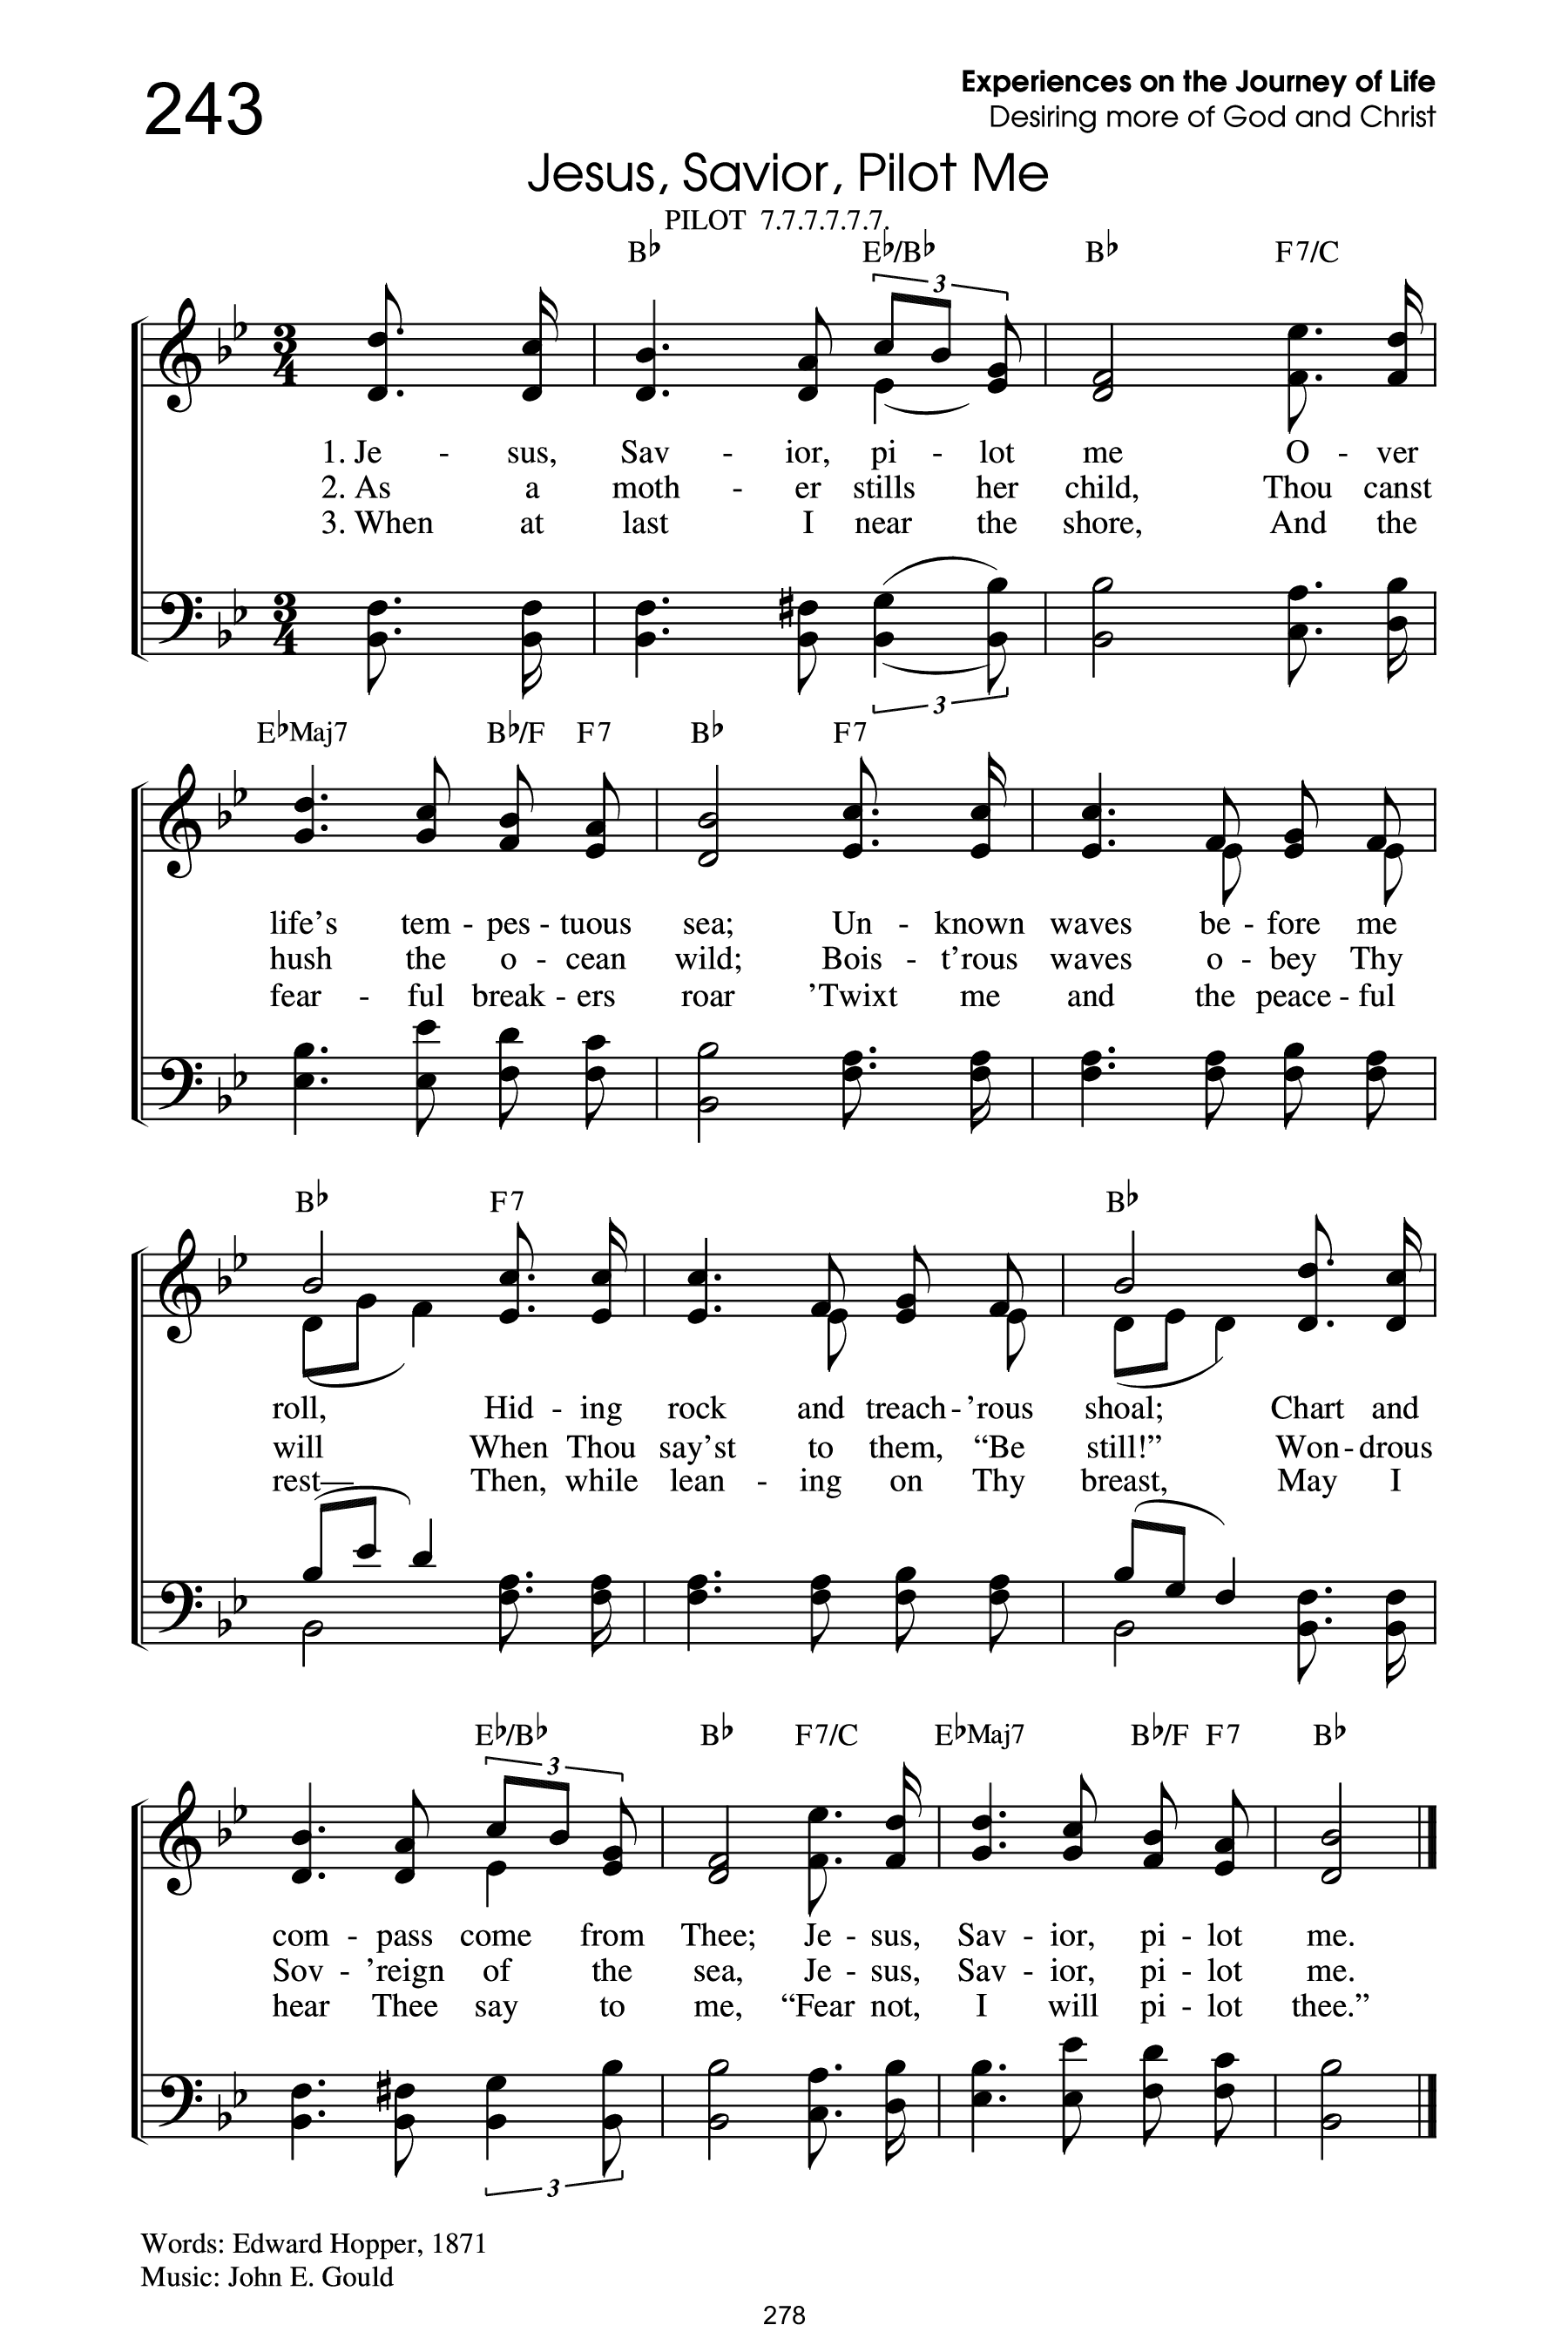 243
Experiences on the Journey of Life
Desiring more of God and Christ
Jesus, Savior, Pilot Me
PILOT 7.7.7.7.7.7.
B♭ E♭/B♭ B♭ F7/C
3
3
4
1. Je - sus, Sav - ior, pi - lot me O - ver
2. As a moth - er stills her child, Thou canst
3. When at last I near the shore, And the
3
4
3
E♭Maj7 B♭/F F7 B♭ F7
life's tem - pes - tuous sea; Un - known waves be - fore me
hush the o - cean wild; Bois - t'rous waves o - bey Thy
fear - ful break - ers roar 'Twixt me and the peace - ful
B♭ F7 B♭
roll, Hid - ing rock and treach - 'rous shoal; Chart and
will When Thou say'st to them, “Be still!” Won - drous
rest— Then, while lean - ing on Thy breast, May I
E♭/B♭ B♭ F7/C E♭Maj7 B♭/F F7 B♭
3
com - pass come from Thee; Je - sus, Sav - ior, pi - lot me.
Sov - 'reign of the sea, Je - sus, Sav - ior, pi - lot me.
hear Thee say to me, “Fear not, I will pi - lot thee.”
3
Words: Edward Hopper, 1871
Music: John E. Gould
278